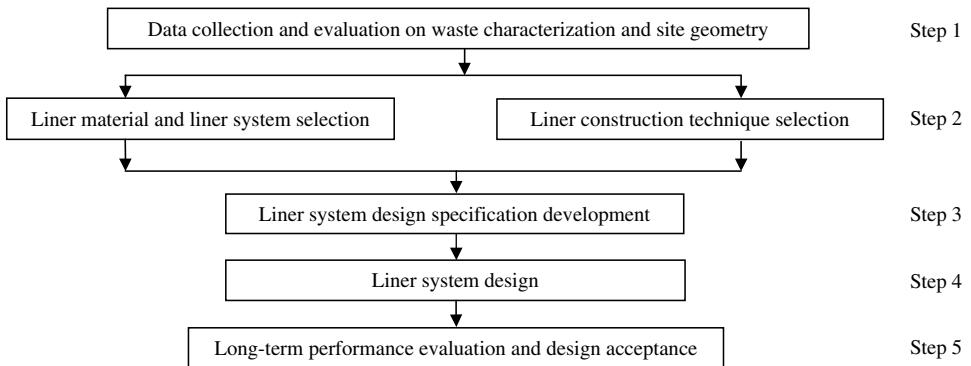 Data collection and evaluation on waste characterization and site geometry
Step 1
Liner material and liner system selection
Liner construction technique selection
Step 2
Liner system design specification development
Step 3
Liner system design
Step 4
Long-term performance evaluation and design acceptance
Step 5